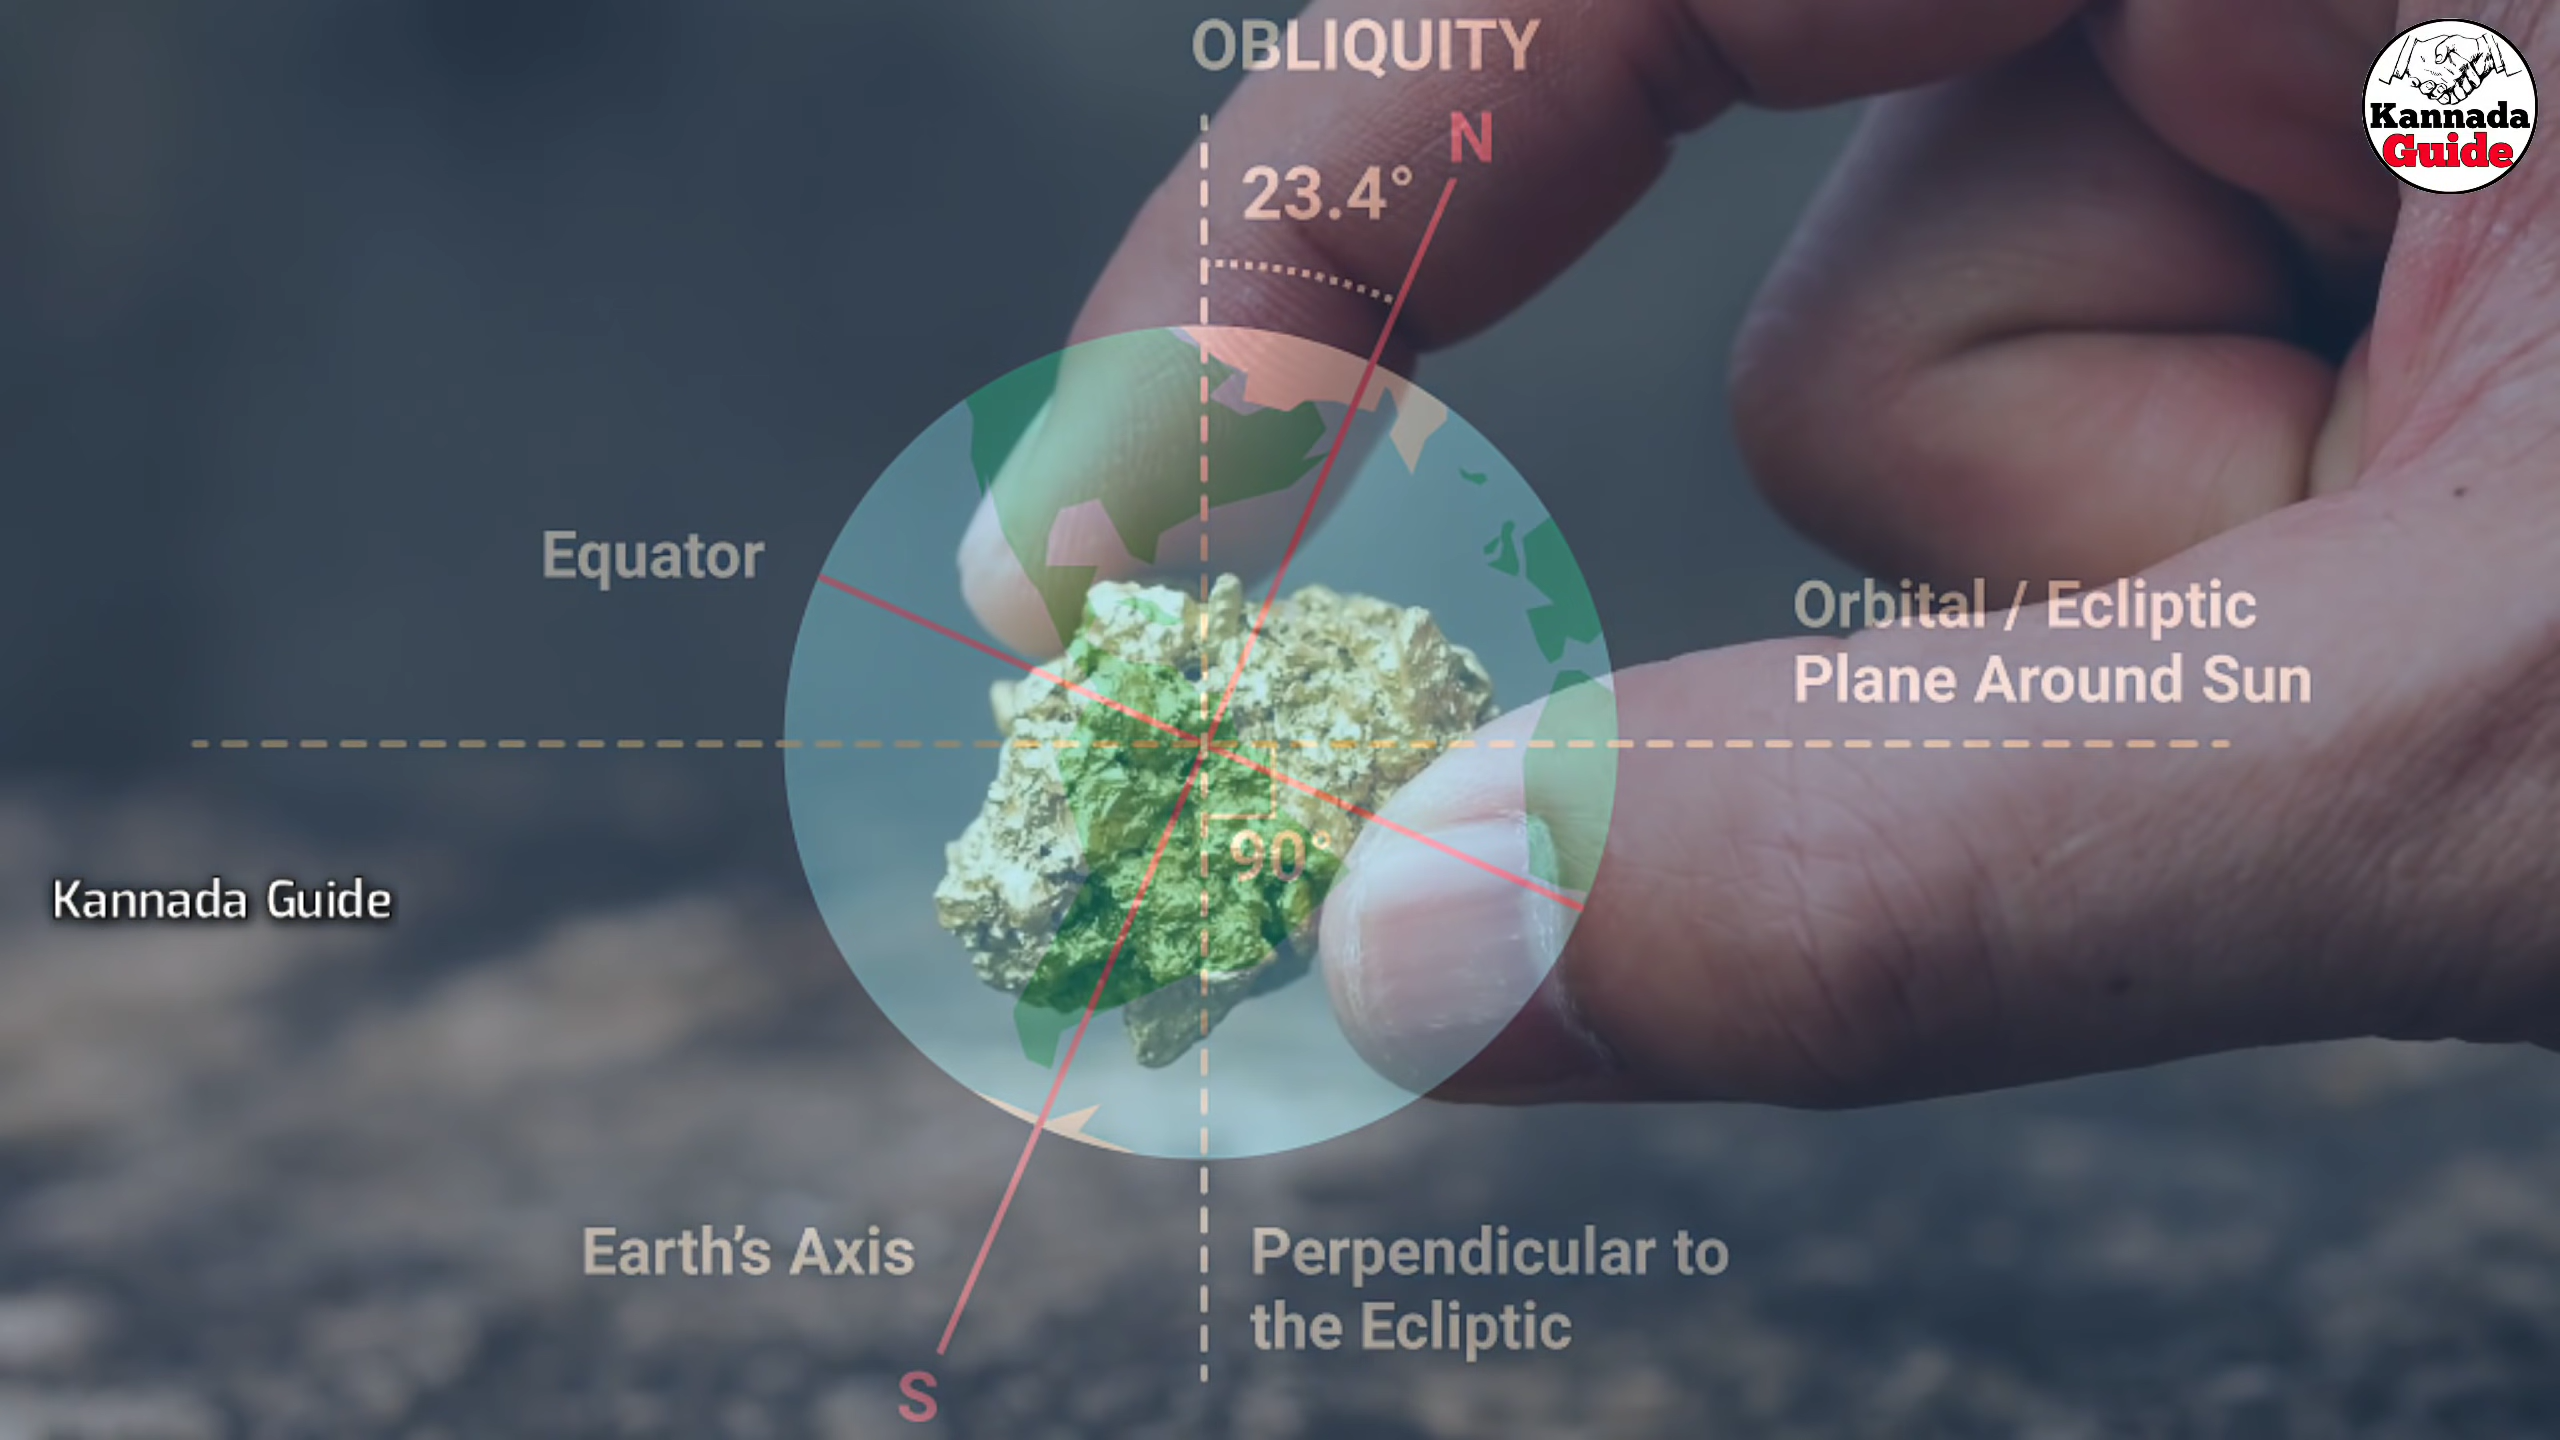 OBLIQUITY
N
23.4°
Kannada
Guide
Equator
Orbital / Ecliptic
Plane Around Sun
90°
Kannada Guide
Earth's Axis
Perpendicular to
the Ecliptic
S